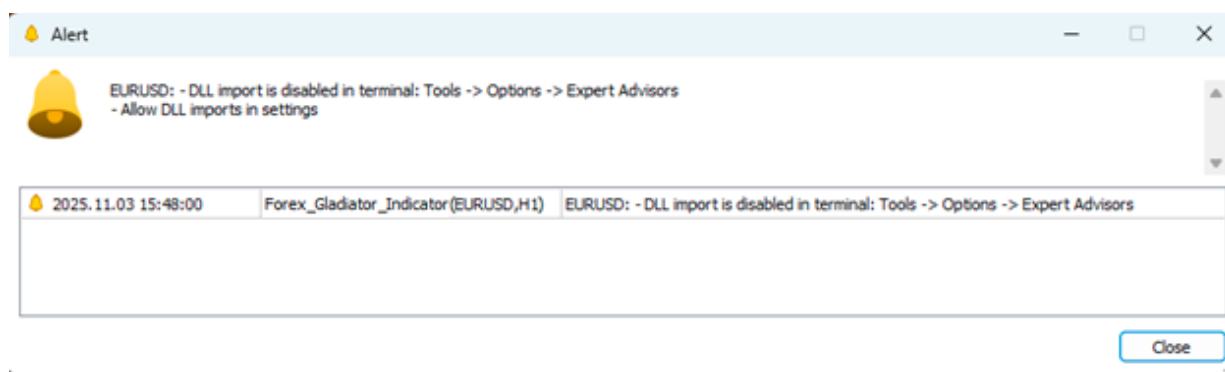 Alert
EURUSD: - DLL import is disabled in terminal: Tools -> Options -> Expert Advisors
- Allow DLL imports in settings
2025.11.03 15:48:00 Forex_Gladiator_Indicator(EURUSD,H1) EURUSD: - DLL import is disabled in terminal: Tools -> Options -> Expert Advisors
Close